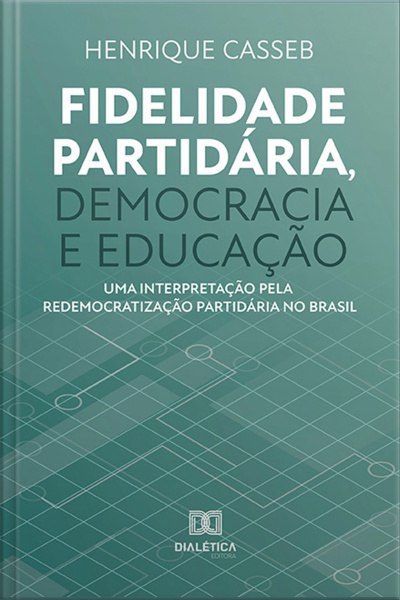 HENRIQUE CASSEB
FIDELIDADE
PARTIDÁRIA,
DEMOCRACIA
E EDUCAÇÃO
UMA INTERPRETAÇÃO PELA
REDEMOCRATIZAÇÃO PARTIDÁRIA NO BRASIL
DIALÉTICA
EDITORA